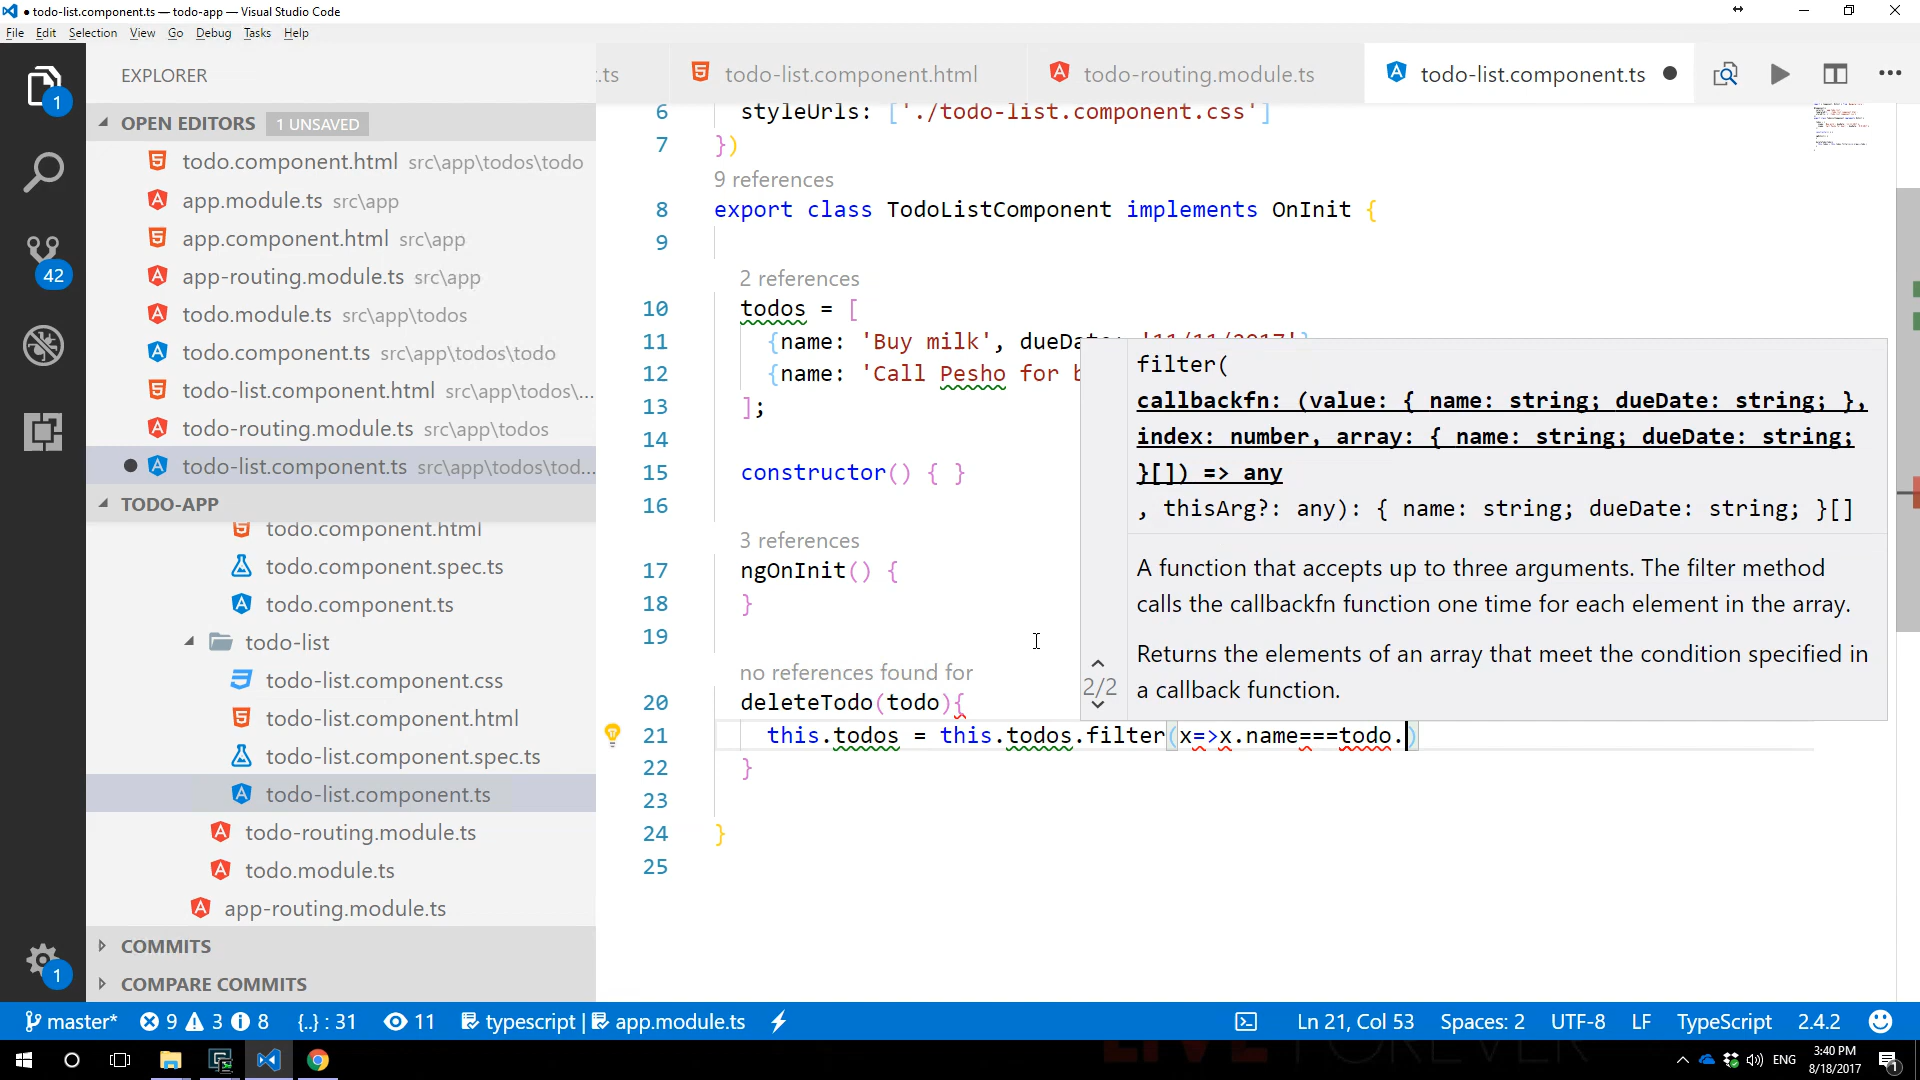 ● todo-list.component.ts — todo-app — Visual Studio Code
File Edit Selection View Go Debug Tasks Help
EXPLORER
.ts todo-list.component.html todo-routing.module.ts todo-list.component.ts
1
42
1
OPEN EDITORS 1 UNSAVED
todo.component.html src\app\todos\todo
app.module.ts src\app
app.component.html src\app
app-routing.module.ts src\app
todo.module.ts src\app\todos
todo.component.ts src\app\todos\todo
todo-list.component.html src\app\todos\...
todo-routing.module.ts src\app\todos
todo-list.component.ts src\app\todos\tod...
TODO-APP
todo.component.html
todo.component.spec.ts
todo.component.ts
todo-list
todo-list.component.css
todo-list.component.html
todo-list.component.spec.ts
todo-list.component.ts
todo-routing.module.ts
todo.module.ts
app-routing.module.ts
COMMITS
COMPARE COMMITS
6 styleUrls: ['./todo-list.component.css']
7 })
9 references
8 export class TodoListComponent implements OnInit {
9
2 references
10 todos = [
11 {name: 'Buy milk', dueDate: '11/11/2017'}
12 {name: 'Call Pesho for b
13 ];
14
15 constructor() { }
16
3 references
17 ngOnInit() {
18 }
19
no references found for
20 deleteTodo(todo){
21 this.todos = this.todos.filter(x=>x.name===todo.)
22 }
23
24 }
25
filter(
callbackfn: (value: { name: string; dueDate: string; },
index: number, array: { name: string; dueDate: string;
}[]) => any
, thisArg?: any): { name: string; dueDate: string; }[]
A function that accepts up to three arguments. The filter method
calls the callbackfn function one time for each element in the array.
Returns the elements of an array that meet the condition specified in
a callback function.
2/2
master* 9 3 8 {..} : 31 11 typescript | app.module.ts Ln 21, Col 53 Spaces: 2 UTF-8 LF TypeScript 2.4.2
ENG 3:40 PM
8/18/2017
1